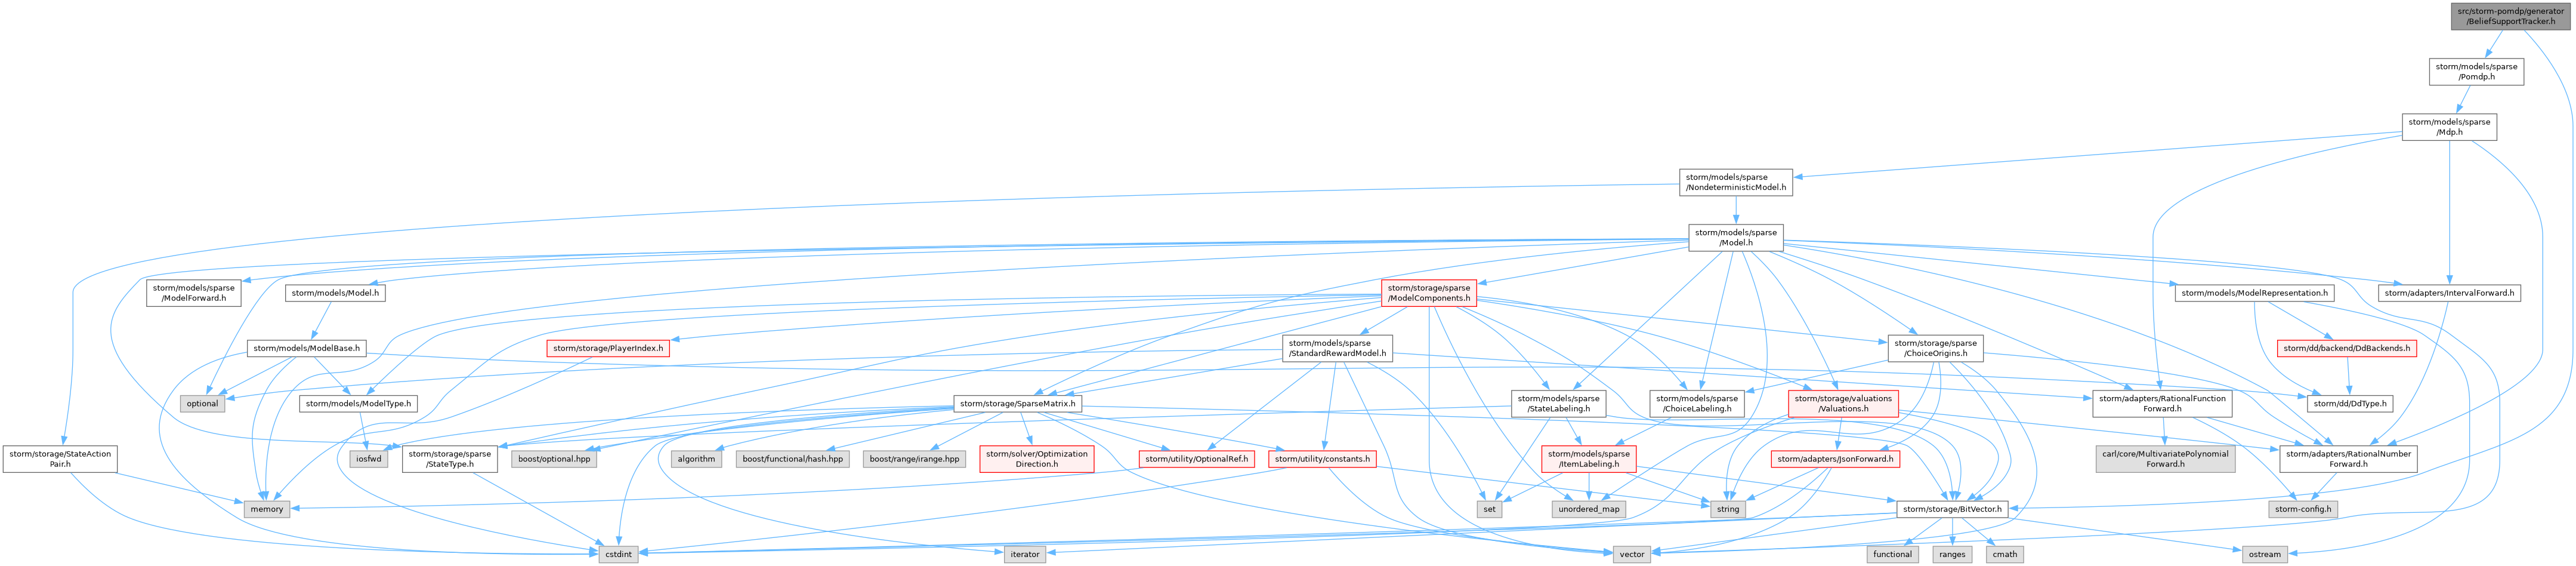 src/storm-pomdp/generator
/BeliefSupportTracker.h
storm/models/sparse
/Pomdp.h
storm/models/sparse
/Mdp.h
storm/models/sparse
/NondeterministicModel.h
storm/models/sparse
/Model.h
storm/models/sparse
/ModelForward.h
storm/models/Model.h
storm/storage/sparse
/ModelComponents.h
storm/models/ModelRepresentation.h
storm/adapters/IntervalForward.h
storm/models/ModelBase.h
storm/storage/PlayerIndex.h
storm/models/sparse
/StandardRewardModel.h
storm/storage/sparse
/ChoiceOrigins.h
storm/dd/backend/DdBackends.h
optional
storm/models/ModelType.h
storm/storage/SparseMatrix.h
storm/models/sparse
/StateLabeling.h
storm/models/sparse
/ChoiceLabeling.h
storm/storage/valuations
/Valuations.h
storm/adapters/RationalFunction
Forward.h
storm/dd/DdType.h
storm/storage/StateAction
Pair.h
iosfwd
storm/storage/sparse
/StateType.h
boost/optional.hpp
algorithm
boost/functional/hash.hpp
boost/range/irange.hpp
storm/solver/Optimization
Direction.h
storm/utility/OptionalRef.h
storm/utility/constants.h
storm/models/sparse
/ItemLabeling.h
storm/adapters/JsonForward.h
carl/core/MultivariatePolynomial
Forward.h
storm/adapters/RationalNumber
Forward.h
memory
set
unordered_map
string
storm/storage/BitVector.h
storm-config.h
cstdint
iterator
vector
functional
ranges
cmath
ostream